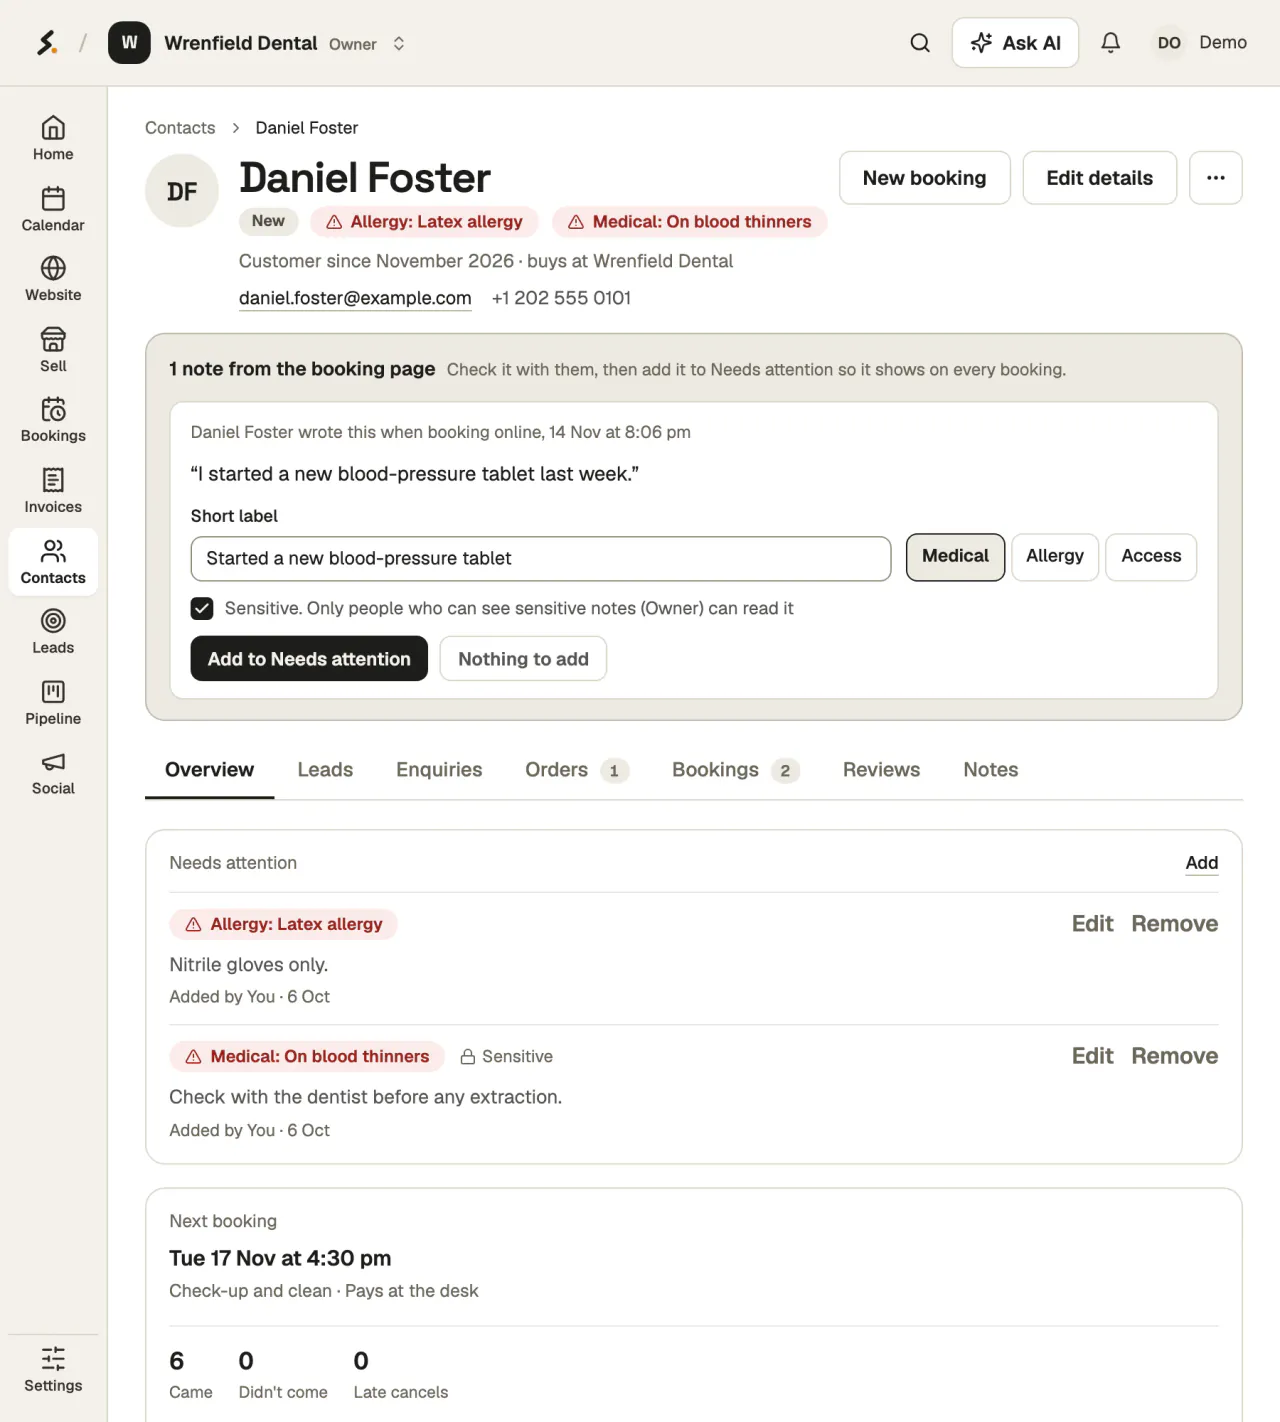 / W Wrenfield Dental Owner
Ask AI
DO Demo
Home
Calendar
Website
Sell
Bookings
Invoices
Contacts
Leads
Pipeline
Social
Settings
Contacts > Daniel Foster
DF
Daniel Foster
New booking
Edit details
...
New
Allergy: Latex allergy
Medical: On blood thinners
Customer since November 2026 · buys at Wrenfield Dental
daniel.foster@example.com +1 202 555 0101
1 note from the booking page Check it with them, then add it to Needs attention so it shows on every booking.
Daniel Foster wrote this when booking online, 14 Nov at 8:06 pm
“I started a new blood-pressure tablet last week.”
Short label
Started a new blood-pressure tablet
Medical
Allergy
Access
Sensitive. Only people who can see sensitive notes (Owner) can read it
Add to Needs attention
Nothing to add
Overview
Leads
Enquiries
Orders 1
Bookings 2
Reviews
Notes
Needs attention
Add
Allergy: Latex allergy
Edit Remove
Nitrile gloves only.
Added by You · 6 Oct
Medical: On blood thinners
Sensitive
Edit Remove
Check with the dentist before any extraction.
Added by You · 6 Oct
Next booking
Tue 17 Nov at 4:30 pm
Check-up and clean · Pays at the desk
6 0 0
Came Didn't come Late cancels